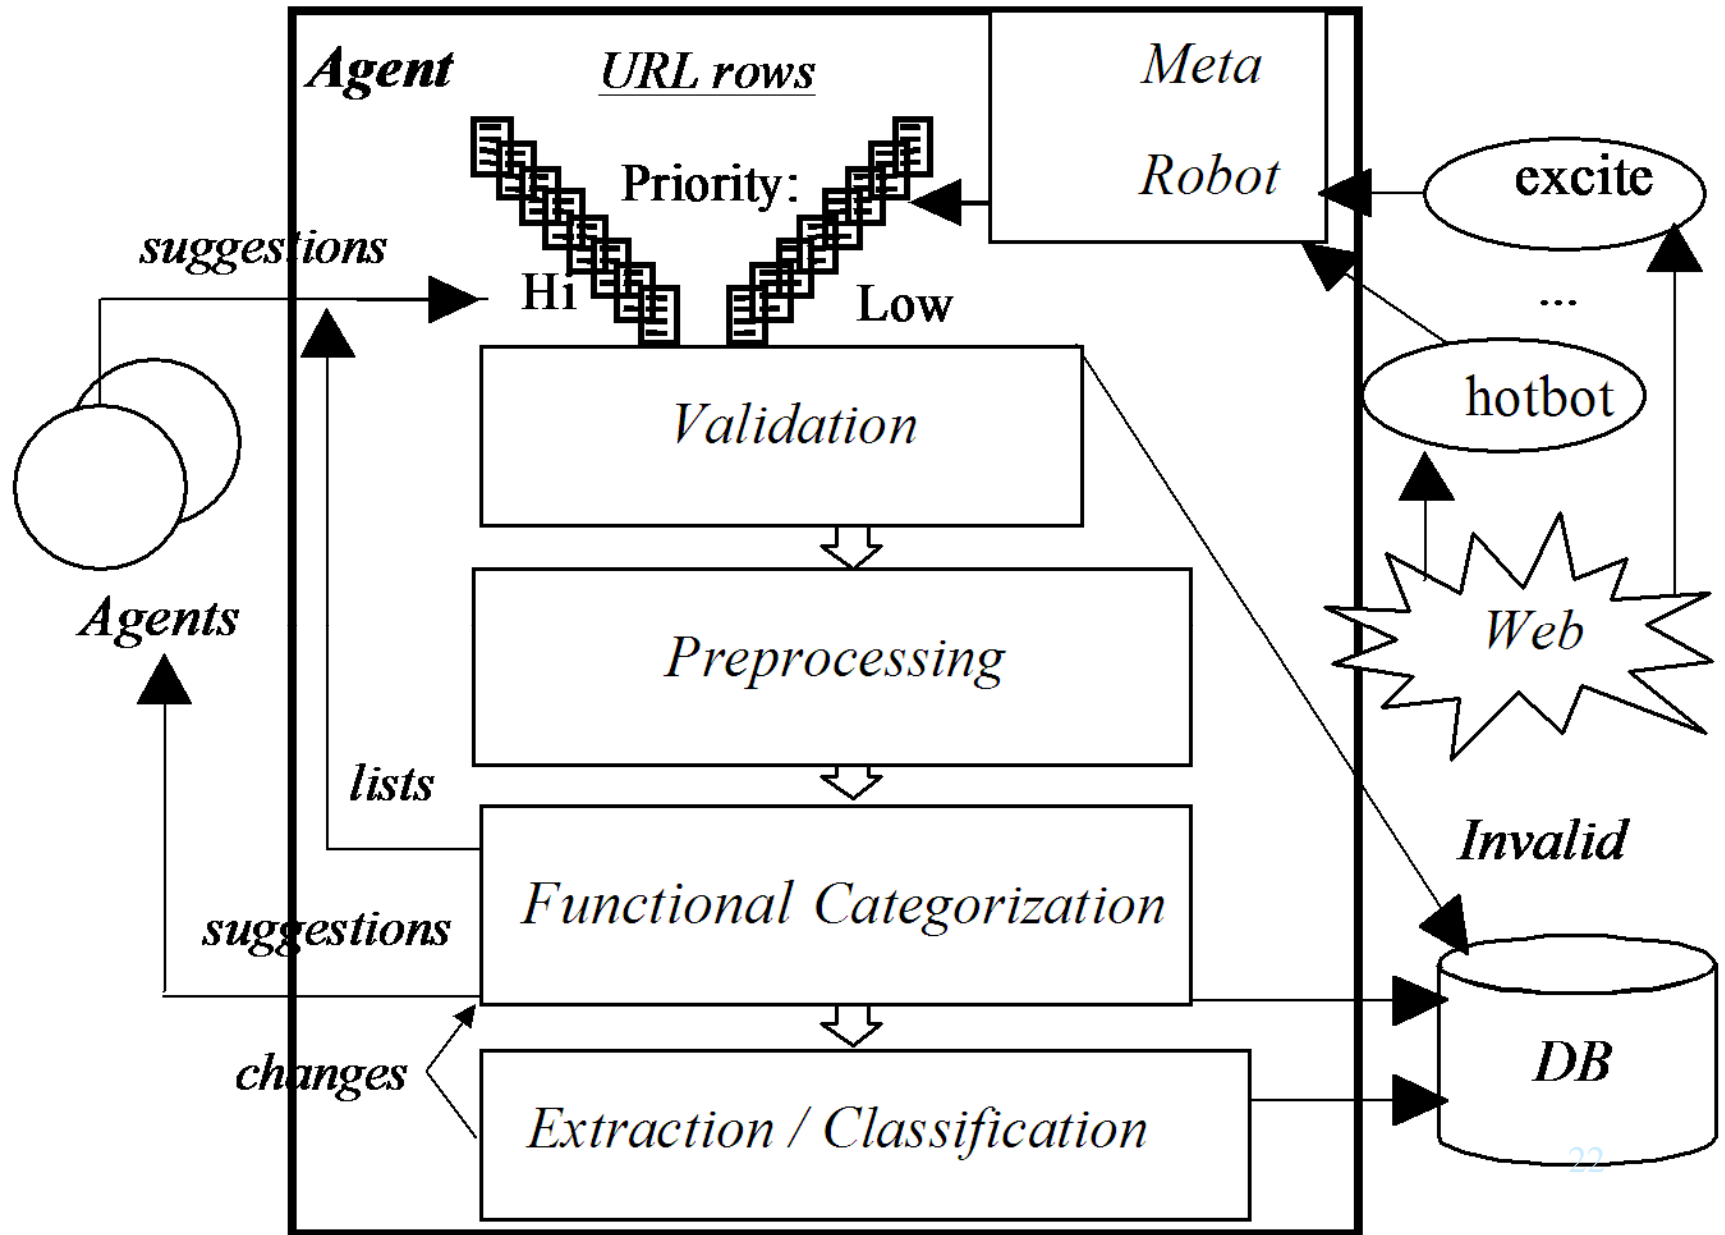 Agent
URL rows
Meta
Robot
Priority:
excite
suggestions
Hi
Low
...
hotbot
Validation
Agents
Web
Preprocessing
lists
Invalid
Functional Categorization
suggestions
changes
DB
Extraction / Classification
22